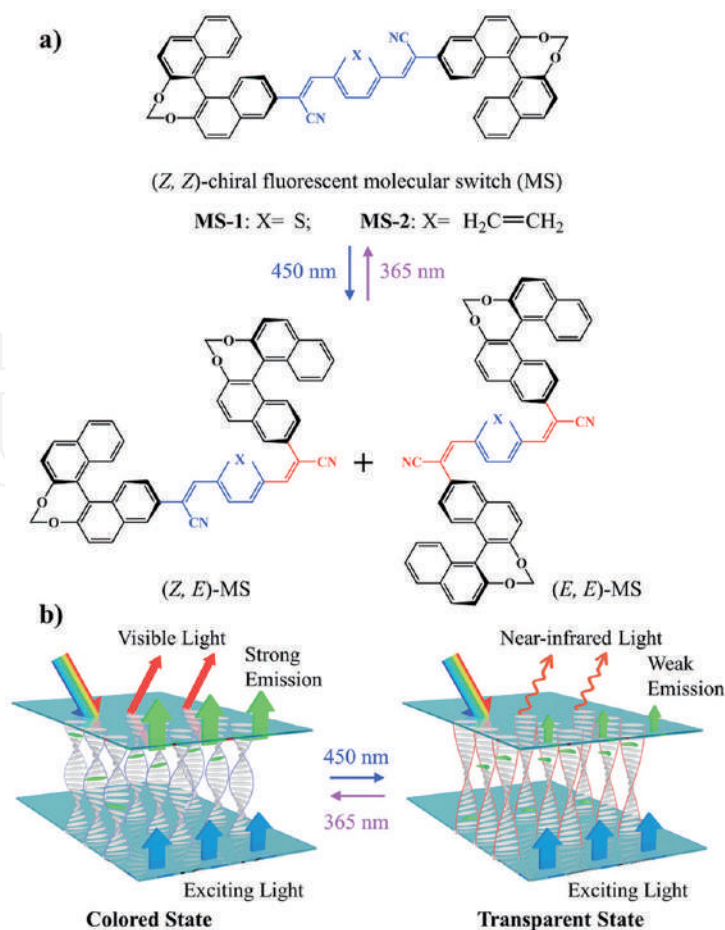 a)
NC
X
O
O
O
O
CN
(Z, Z)-chiral fluorescent molecular switch (MS)
MS-1: X= S; MS-2: X= H₂C=CH₂
450 nm 365 nm
O
O
O
O
X
CN
NC
X
CN
O
O
+
CN
O
O
(Z, E)-MS
(E, E)-MS
b)
Visible Light
Strong
Emission
Near-infrared Light
Weak
Emission
450 nm
365 nm
Exciting Light
Exciting Light
Colored State
Transparent State